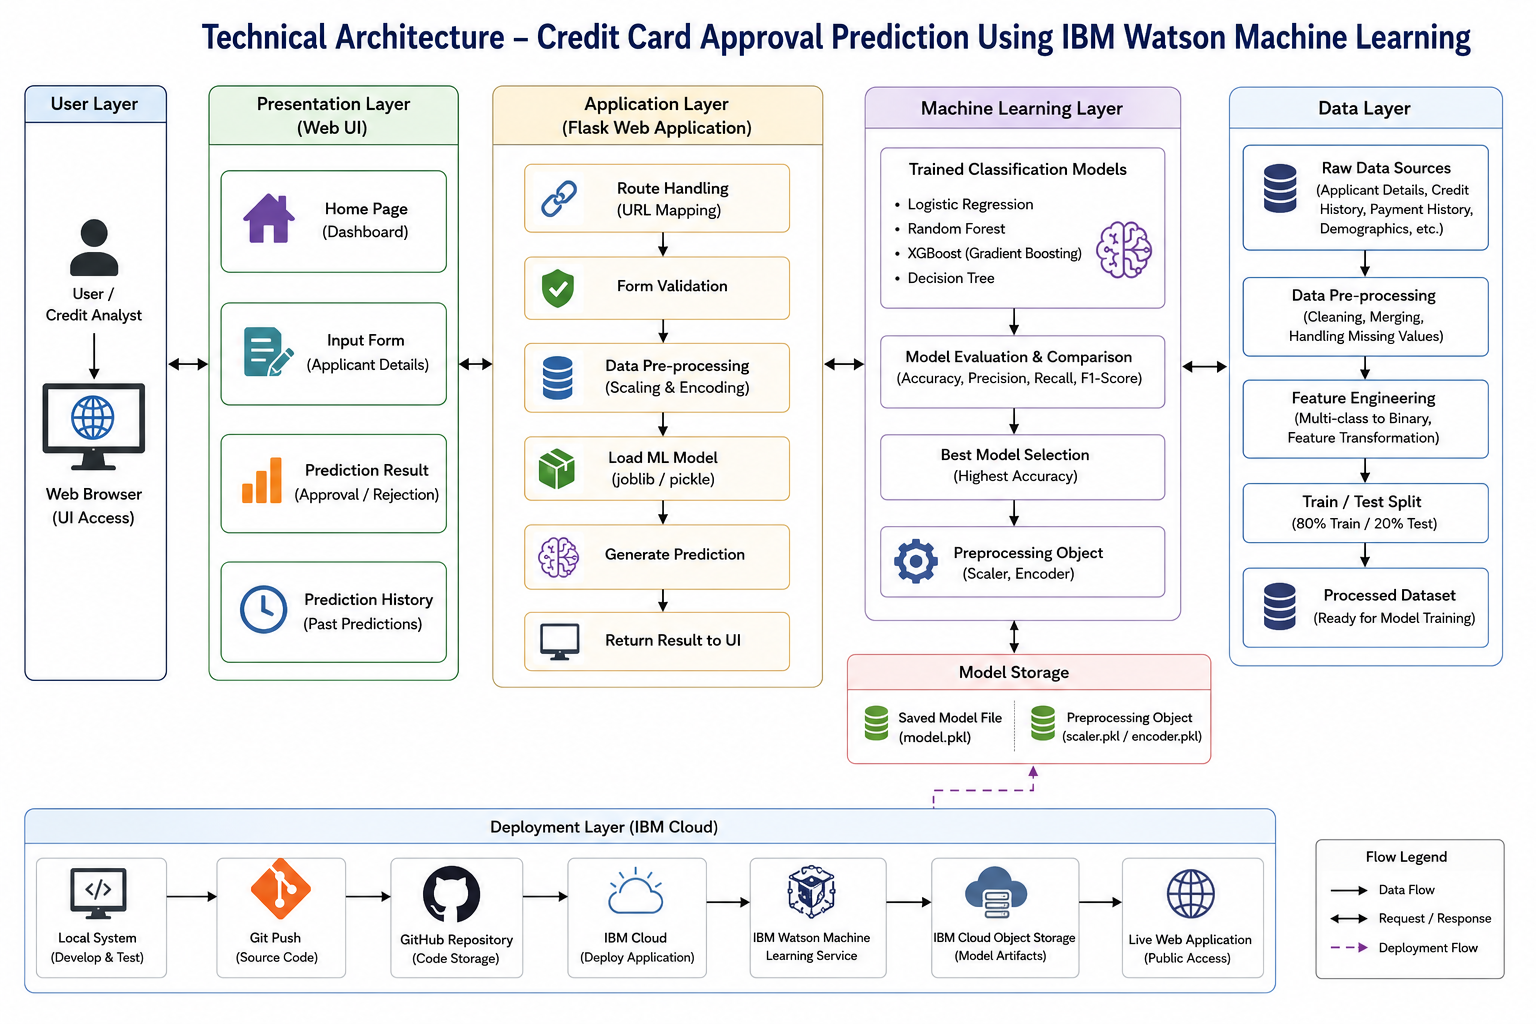 Technical Architecture – Credit Card Approval Prediction Using IBM Watson Machine Learning
User Layer
User /
Credit Analyst
Web Browser
(UI Access)
Presentation Layer
(Web UI)
Home Page
(Dashboard)
Input Form
(Applicant Details)
Prediction Result
(Approval / Rejection)
Prediction History
(Past Predictions)
Application Layer
(Flask Web Application)
Route Handling
(URL Mapping)
Form Validation
Data Pre-processing
(Scaling & Encoding)
Load ML Model
(joblib / pickle)
Generate Prediction
Return Result to UI
Machine Learning Layer
Trained Classification Models
• Logistic Regression
• Random Forest
• XGBoost (Gradient Boosting)
• Decision Tree
Model Evaluation & Comparison
(Accuracy, Precision, Recall, F1-Score)
Best Model Selection
(Highest Accuracy)
Preprocessing Object
(Scaler, Encoder)
Model Storage
Saved Model File
(model.pkl)
Preprocessing Object
(scaler.pkl / encoder.pkl)
Data Layer
Raw Data Sources
(Applicant Details, Credit
History, Payment History,
Demographics, etc.)
Data Pre-processing
(Cleaning, Merging,
Handling Missing Values)
Feature Engineering
(Multi-class to Binary,
Feature Transformation)
Train / Test Split
(80% Train / 20% Test)
Processed Dataset
(Ready for Model Training)
Deployment Layer (IBM Cloud)
</>
Local System
(Develop & Test)
Git Push
(Source Code)
GitHub Repository
(Code Storage)
IBM Cloud
(Deploy Application)
IBM Watson Machine
Learning Service
IBM Cloud Object Storage
(Model Artifacts)
Live Web Application
(Public Access)
Flow Legend
Data Flow
Request / Response
Deployment Flow